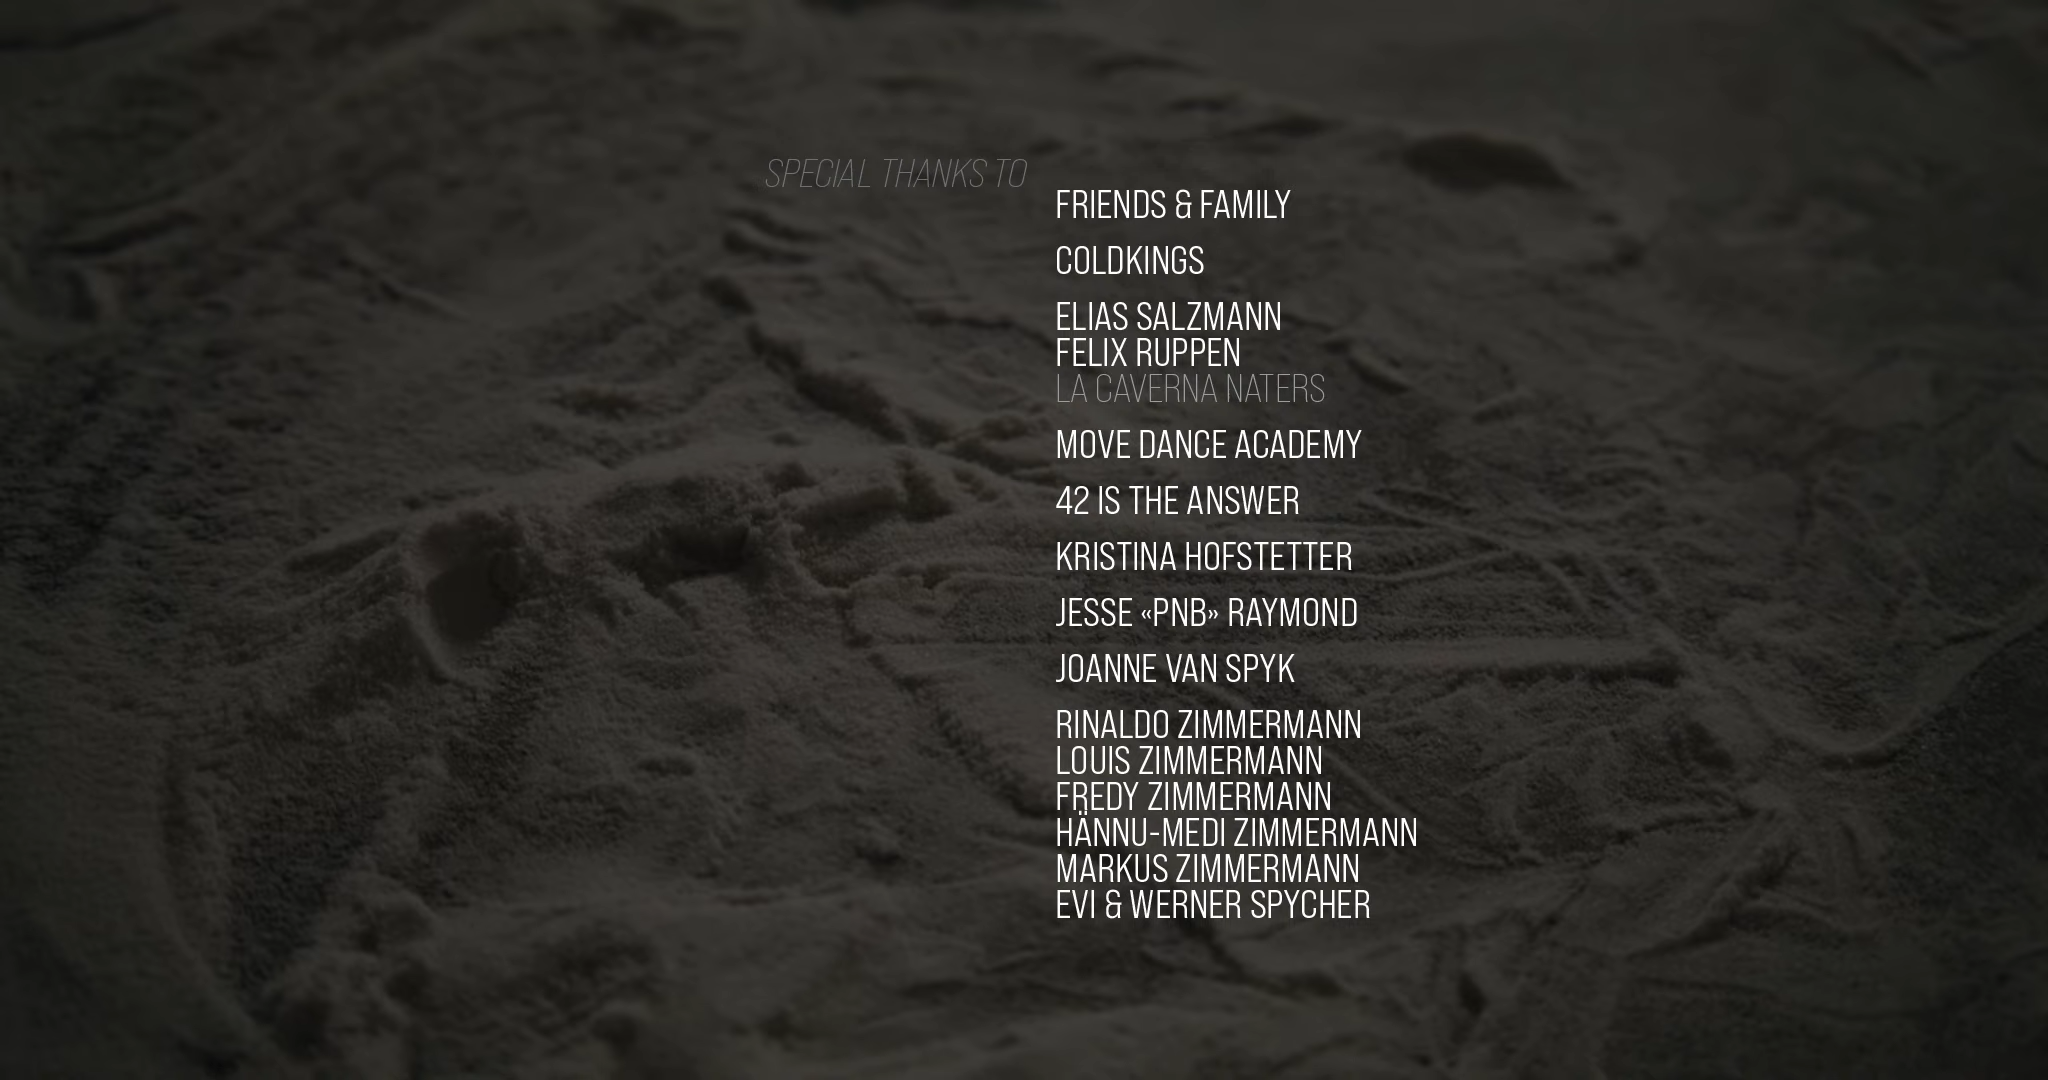 SPECIAL THANKS TO
FRIENDS & FAMILY
COLDKINGS
ELIAS SALZMANN
FELIX RUPPEN
LA CAVERNA NATERS
MOVE DANCE ACADEMY
42 IS THE ANSWER
KRISTINA HOFSTETTER
JESSE «PNB» RAYMOND
JOANNE VAN SPYK
RINALDO ZIMMERMANN
LOUIS ZIMMERMANN
FREDY ZIMMERMANN
HÄNNU-MEDI ZIMMERMANN
MARKUS ZIMMERMANN
EVI & WERNER SPYCHER